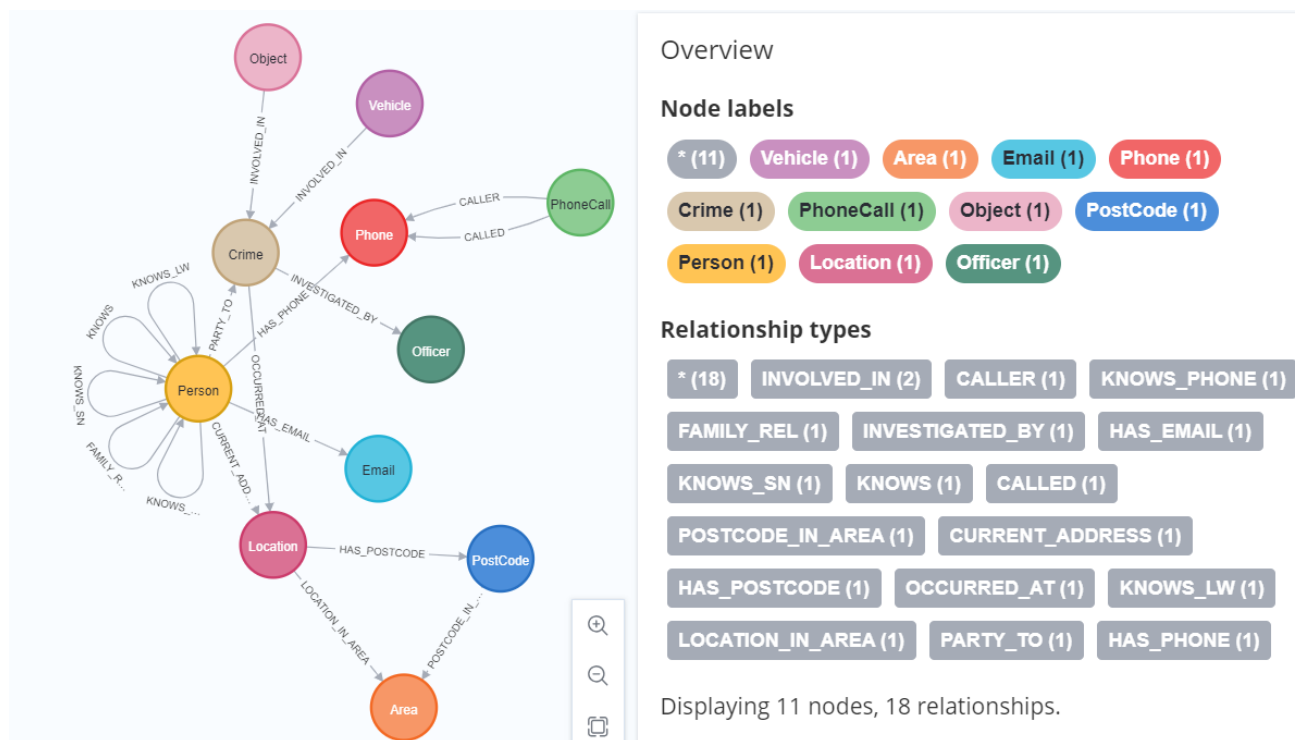 Object
Vehicle
INVOLVED_IN
INVOLVED_IN
PhoneCall
CALLER
CALLED
Phone
Crime
KNOWS_LW
KNOWS
PARTY_TO
HAS_PHONE
INVESTIGATED_BY
Officer
Person
KNOWS_SN
OCCURRED_AT
HAS_EMAIL
FAMILY_R...
CURRENT_ADD...
KNOWS_...
Email
Location
HAS_POSTCODE
PostCode
LOCATION_IN_AREA
POSTCODE_IN_...
Area
Overview
Node labels
* (11) Vehicle (1) Area (1) Email (1) Phone (1)
Crime (1) PhoneCall (1) Object (1) PostCode (1)
Person (1) Location (1) Officer (1)
Relationship types
* (18) INVOLVED_IN (2) CALLER (1) KNOWS_PHONE (1)
FAMILY_REL (1) INVESTIGATED_BY (1) HAS_EMAIL (1)
KNOWS_SN (1) KNOWS (1) CALLED (1)
POSTCODE_IN_AREA (1) CURRENT_ADDRESS (1)
HAS_POSTCODE (1) OCCURRED_AT (1) KNOWS_LW (1)
LOCATION_IN_AREA (1) PARTY_TO (1) HAS_PHONE (1)
Displaying 11 nodes, 18 relationships.